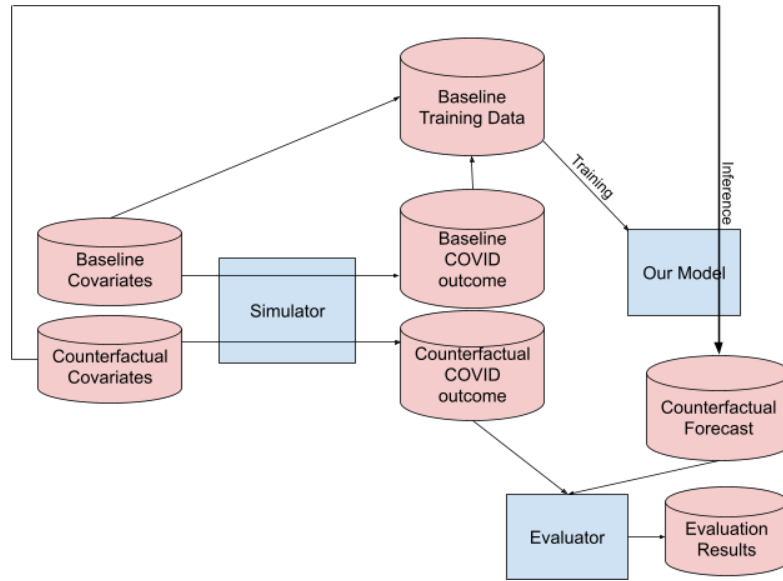 Baseline
Training Data
Training
Inference
Baseline
Covariates
Baseline
COVID
outcome
Our Model
Simulator
Counterfactual
Covariates
Counterfactual
COVID
outcome
Counterfactual
Forecast
Evaluator
Evaluation
Results